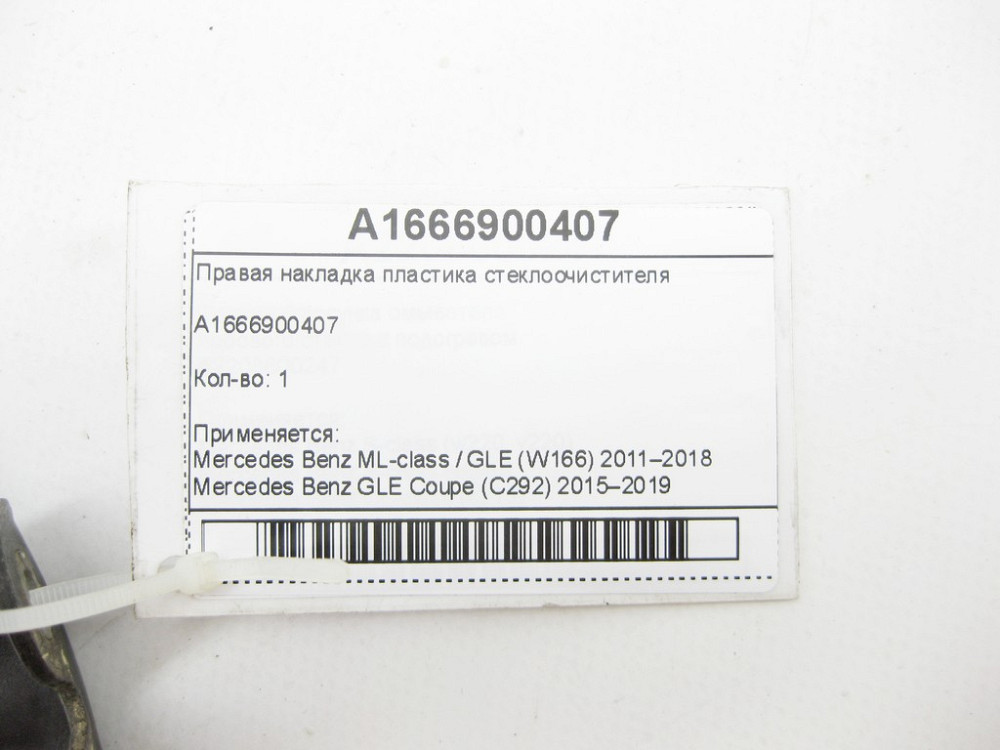 A1666900407
Правая накладка пластика стеклоочистителя
A1666900407
Кол-во: 1
Применяется:
Mercedes Benz ML-class / GLE (W166) 2011–2018
Mercedes Benz GLE Coupe (C292) 2015–2019